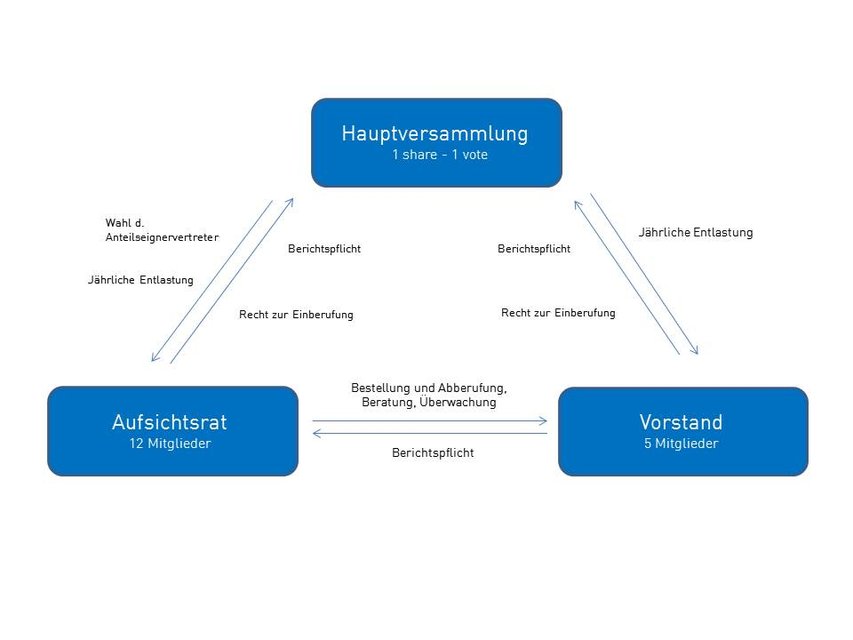 Hauptversammlung
1 share - 1 vote
Wahl d.
Anteilseignervertreter
Jährliche Entlastung
Berichtspflicht
Recht zur Einberufung
Berichtspflicht
Recht zur Einberufung
Jährliche Entlastung
Bestellung und Abberufung,
Beratung, Überwachung
Berichtspflicht
Aufsichtsrat
12 Mitglieder
Vorstand
5 Mitglieder